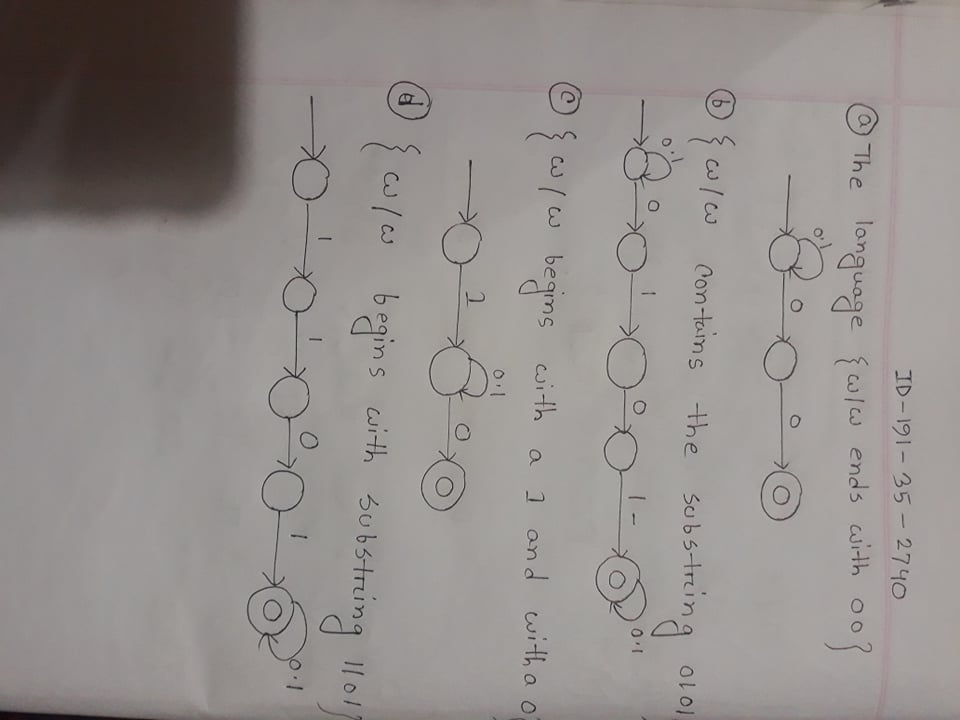 ID-191-35-2740
(a) The language {w/w ends with 00}
0.1 0 0
(b) {w/w contains the substring 0101
0.1 0 1 0 1 0.1
(c) {w/w begins with a 1 and with a 0
1 0.1 0
(d) {w/w begins with substring 1101}
1 1 0 1 0.1